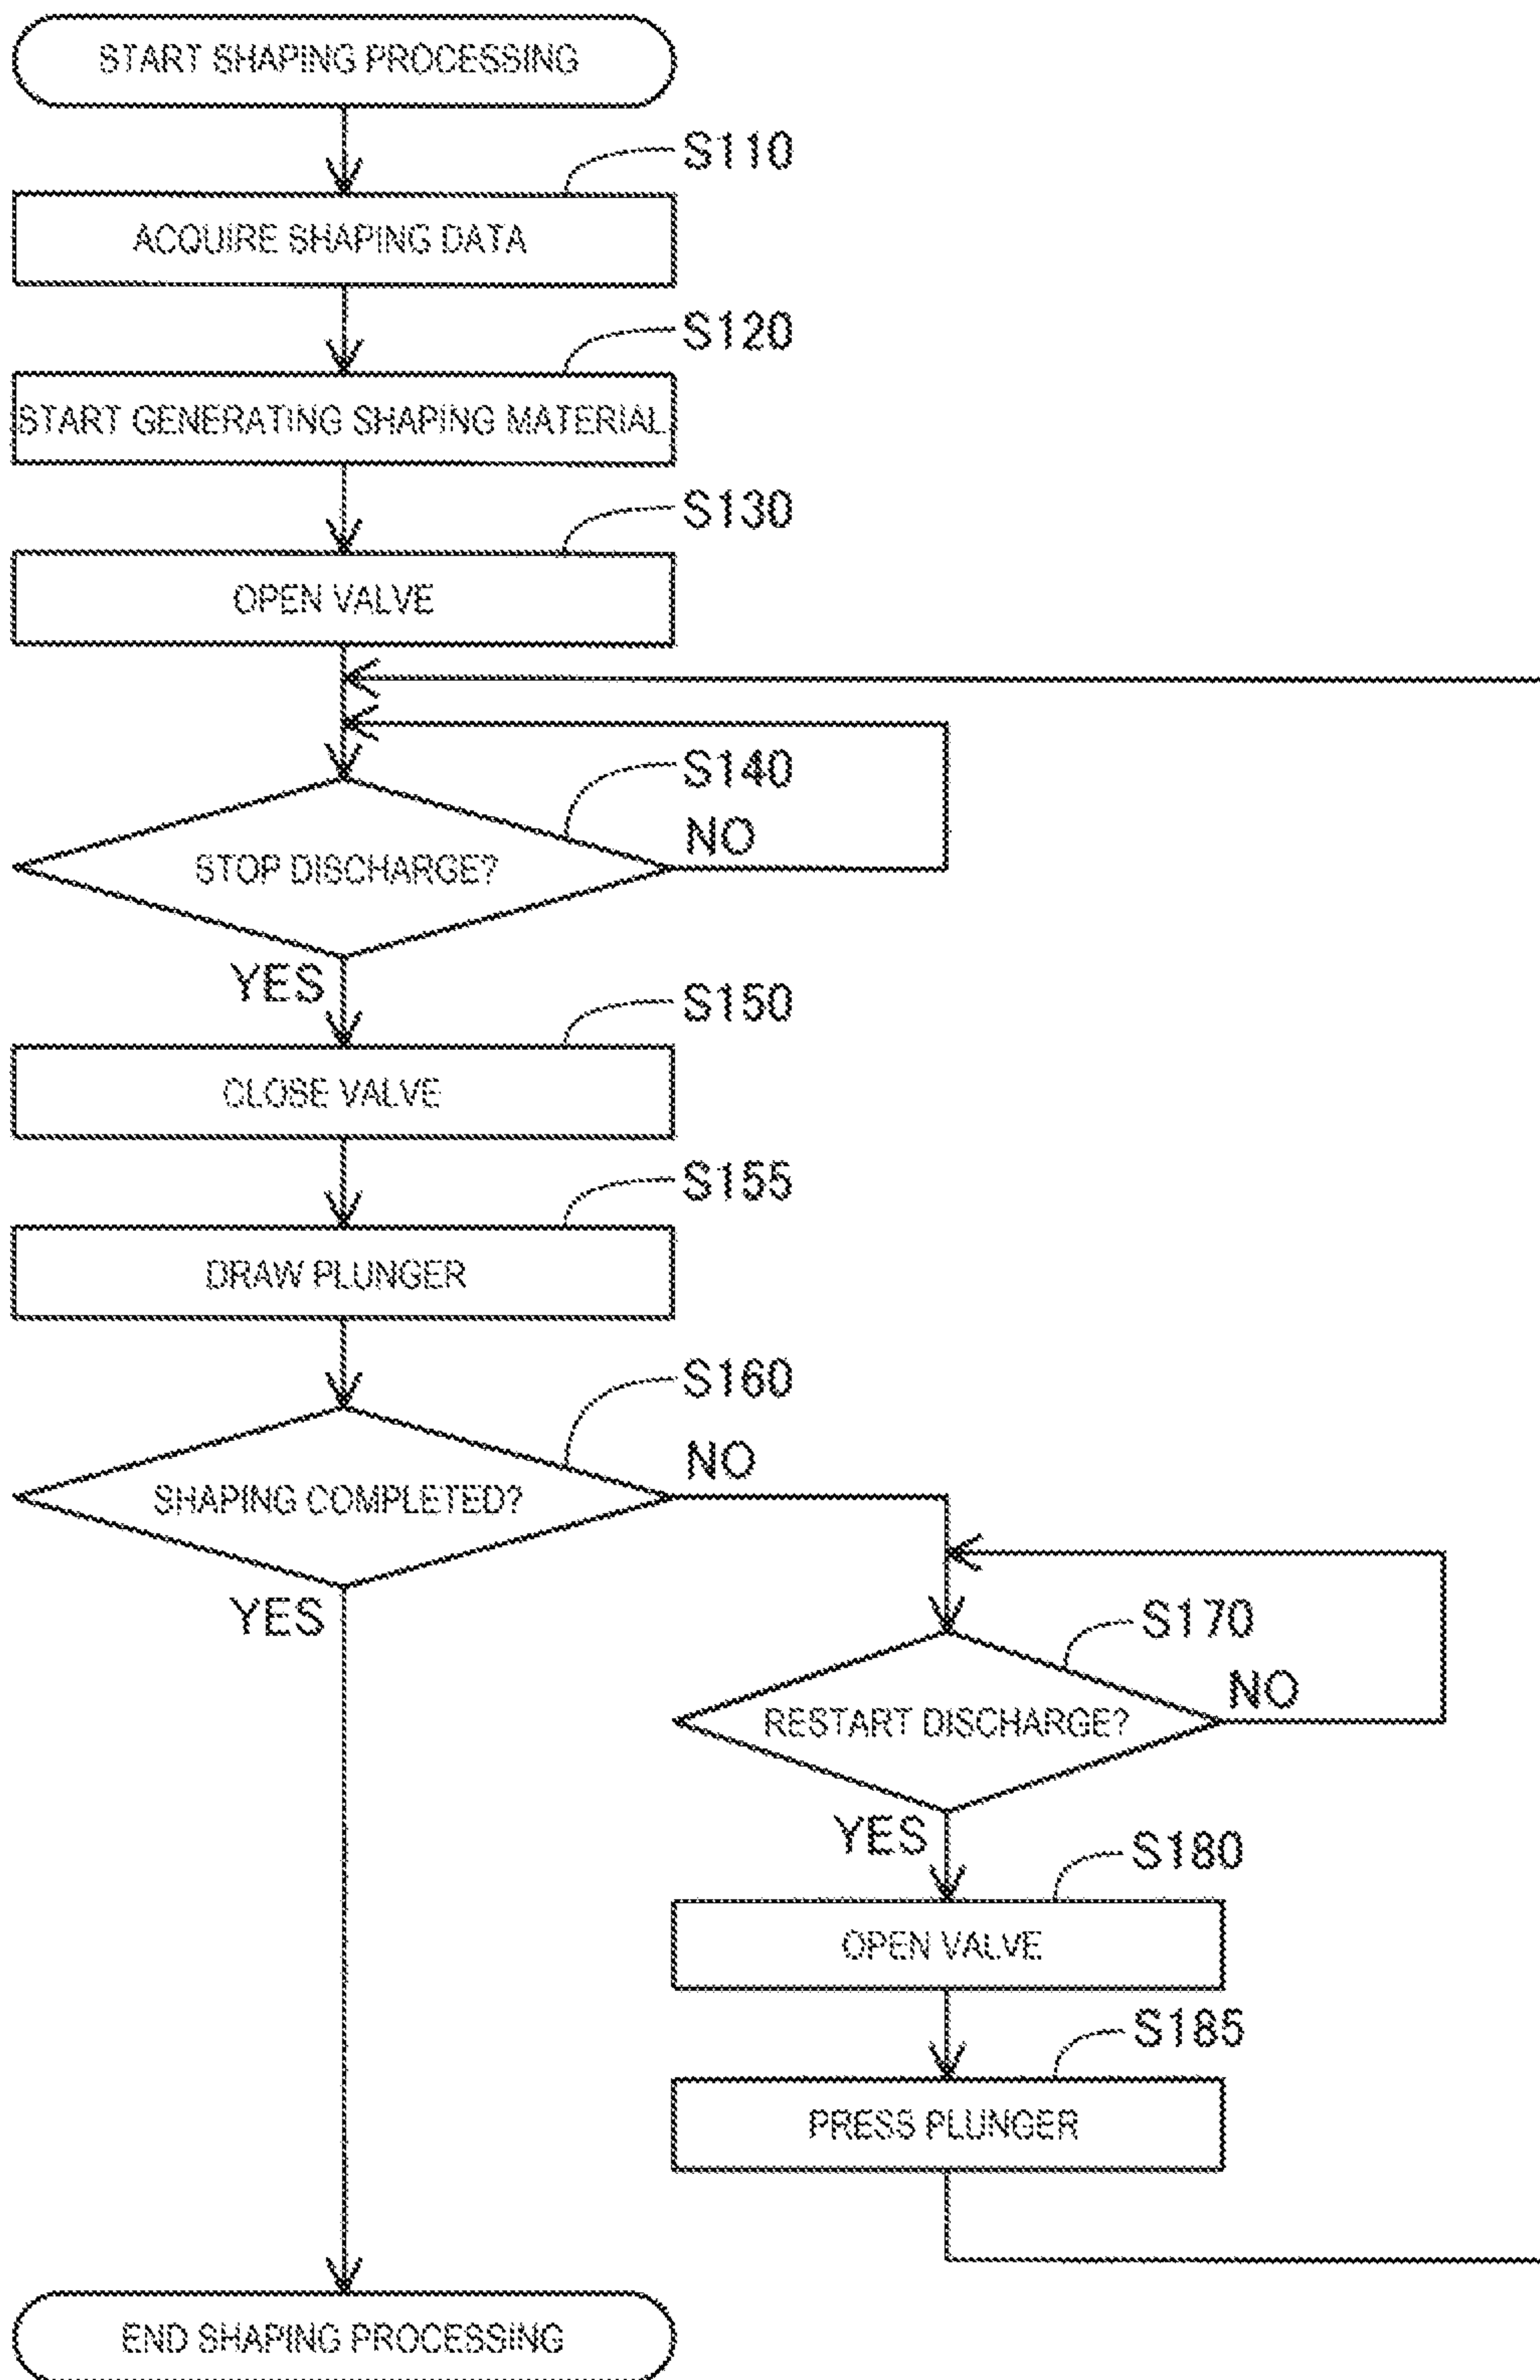 START SHAPING PROCESSING
S110
ACQUIRE SHAPING DATA
S120
START GENERATING SHAPING MATERIAL
S130
OPEN VALVE
S140
NO
STOP DISCHARGE?
YES
S150
CLOSE VALVE
S155
DRAW PLUNGER
S160
NO
SHAPING COMPLETED?
YES
S170
NO
RESTART DISCHARGE?
YES
S180
OPEN VALVE
S185
PRESS PLUNGER
END SHAPING PROCESSING